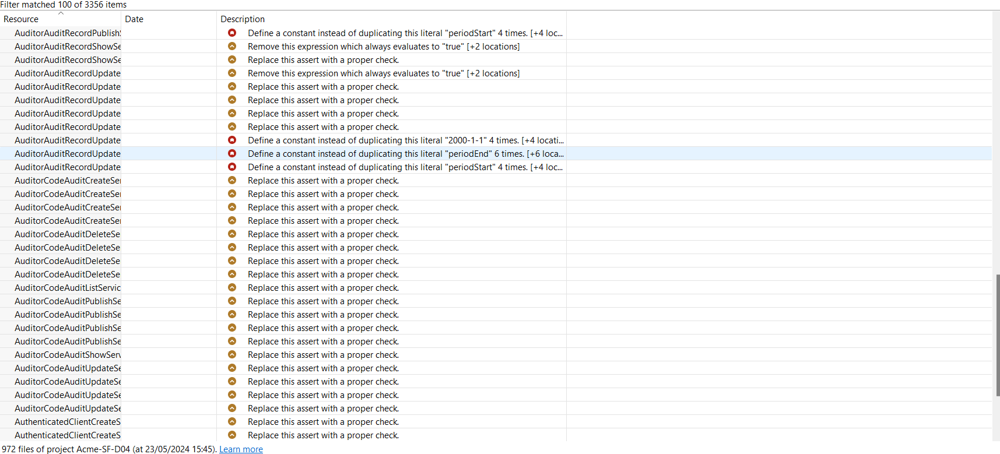 Filter matched 100 of 3356 items
Resource Date Description
AuditorAuditRecordPublishS Define a constant instead of duplicating this literal "periodStart" 4 times. [+4 loc...
AuditorAuditRecordShowSe Remove this expression which always evaluates to "true" [+2 locations]
AuditorAuditRecordShowSe Replace this assert with a proper check.
AuditorAuditRecordUpdate Remove this expression which always evaluates to "true" [+2 locations]
AuditorAuditRecordUpdate Replace this assert with a proper check.
AuditorAuditRecordUpdate Replace this assert with a proper check.
AuditorAuditRecordUpdate Replace this assert with a proper check.
AuditorAuditRecordUpdate Replace this assert with a proper check.
AuditorAuditRecordUpdate Define a constant instead of duplicating this literal "2000-1-1" 4 times. [+4 locati...
AuditorAuditRecordUpdate Define a constant instead of duplicating this literal "periodEnd" 6 times. [+6 loca...
AuditorAuditRecordUpdate Define a constant instead of duplicating this literal "periodStart" 4 times. [+4 loc...
AuditorCodeAuditCreateSer Replace this assert with a proper check.
AuditorCodeAuditCreateSer Replace this assert with a proper check.
AuditorCodeAuditCreateSer Replace this assert with a proper check.
AuditorCodeAuditCreateSer Replace this assert with a proper check.
AuditorCodeAuditDeleteSe Replace this assert with a proper check.
AuditorCodeAuditDeleteSe Replace this assert with a proper check.
AuditorCodeAuditDeleteSe Replace this assert with a proper check.
AuditorCodeAuditDeleteSe Replace this assert with a proper check.
AuditorCodeAuditListServic Replace this assert with a proper check.
AuditorCodeAuditPublishSe Replace this assert with a proper check.
AuditorCodeAuditPublishSe Replace this assert with a proper check.
AuditorCodeAuditPublishSe Replace this assert with a proper check.
AuditorCodeAuditPublishSe Replace this assert with a proper check.
AuditorCodeAuditShowServ Replace this assert with a proper check.
AuditorCodeAuditUpdateSe Replace this assert with a proper check.
AuditorCodeAuditUpdateSe Replace this assert with a proper check.
AuditorCodeAuditUpdateSe Replace this assert with a proper check.
AuditorCodeAuditUpdateSe Replace this assert with a proper check.
AuthenticatedClientCreateS Replace this assert with a proper check.
AuthenticatedClientCreateS Replace this assert with a proper check.
972 files of project Acme-SF-D04 (at 23/05/2024 15:45). Learn more